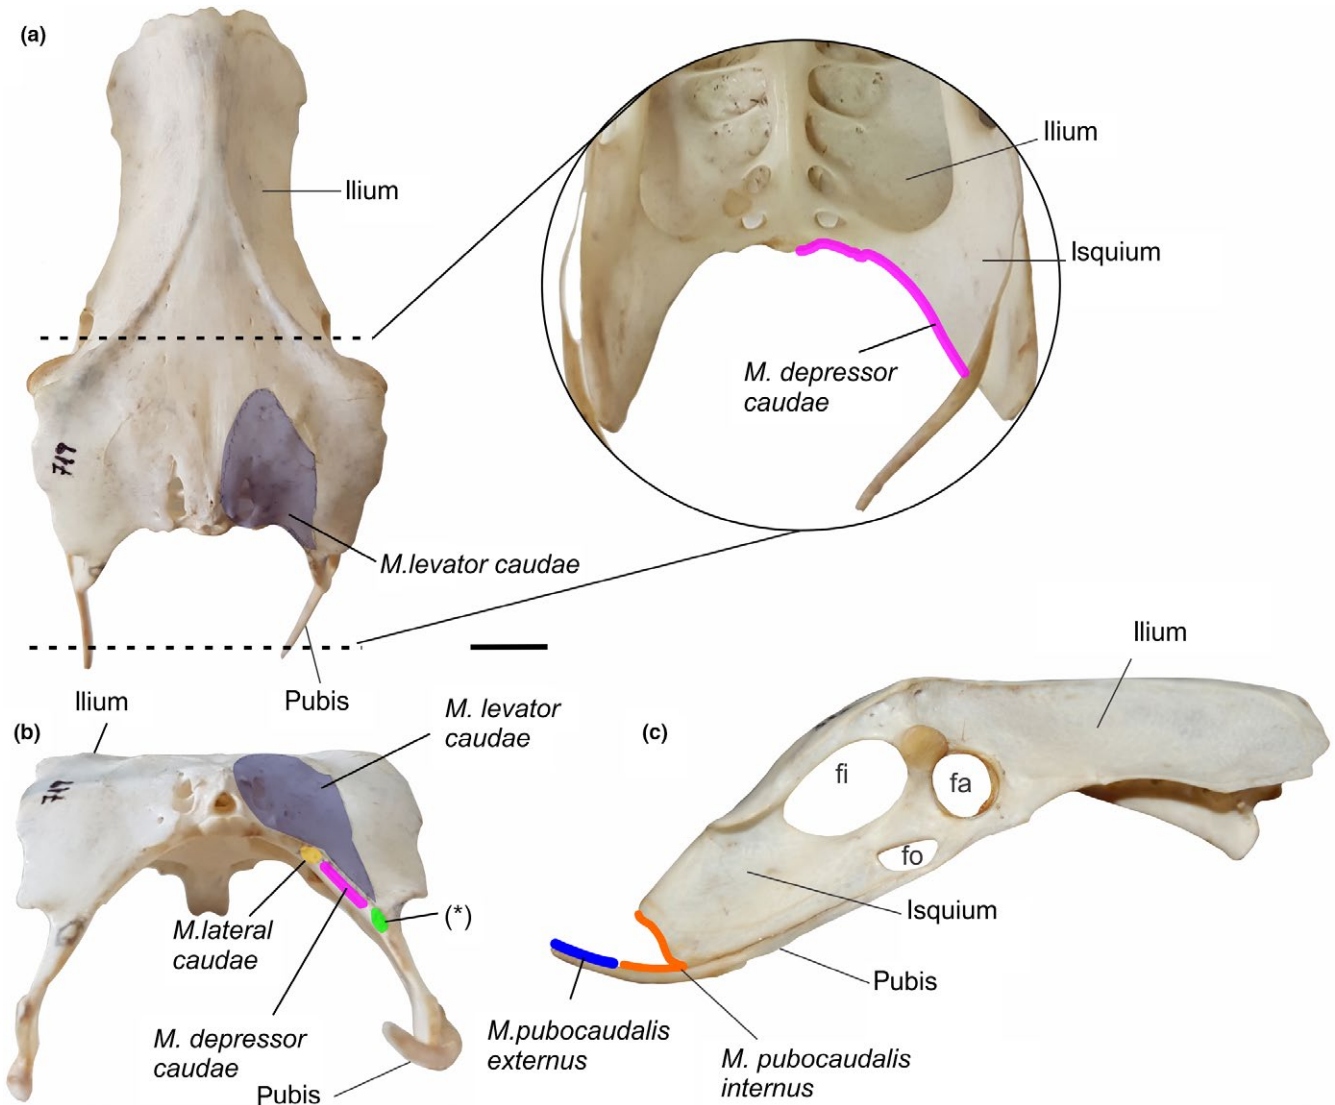 (a)
Ilium
Ilium
Isquium
M. depressor
caudae
719
M.levator caudae
Pubis
Ilium
M. levator
caudae
Ilium
(b)
(c)
719
fi
fa
fo
(*)
M.lateral
caudae
Isquium
Pubis
M. depressor
caudae
M.pubocaudalis
externus
M. pubocaudalis
internus
Pubis